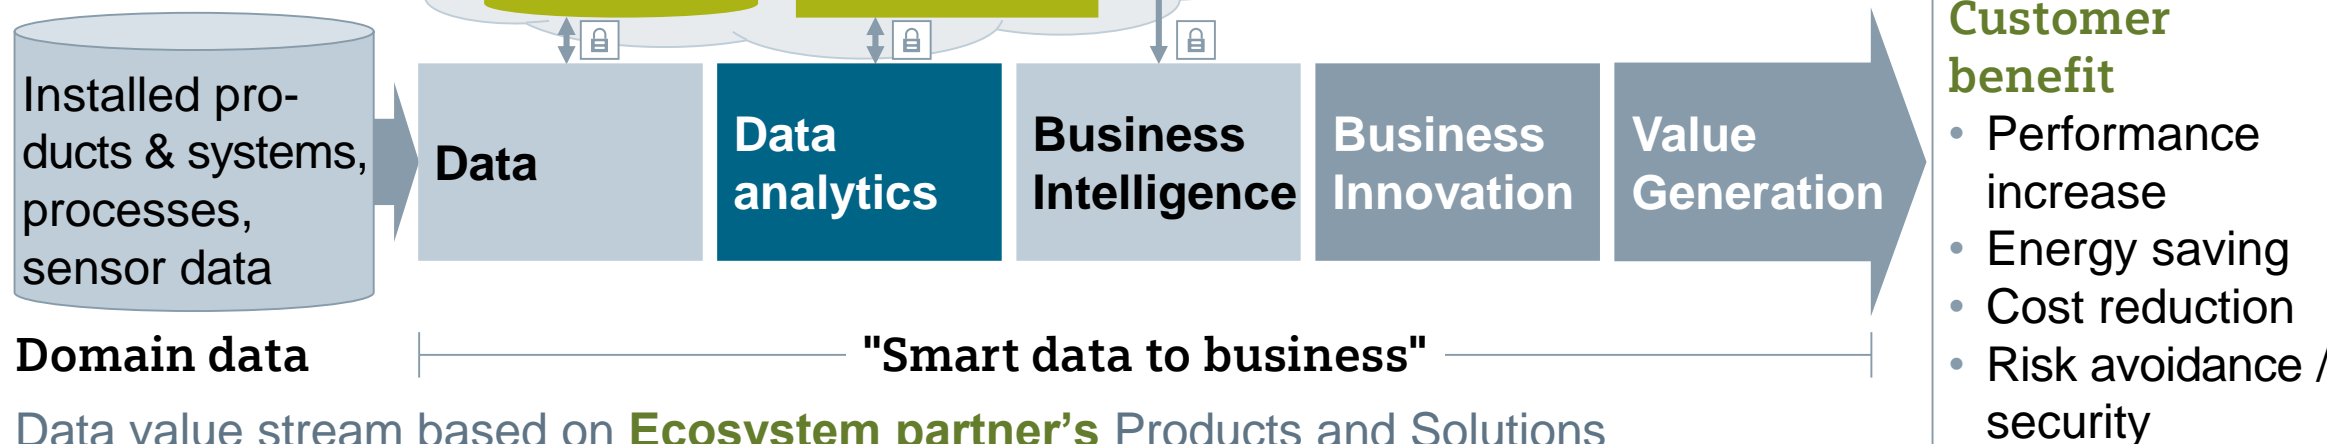 Installed pro-
ducts & systems,
processes,
sensor data
Data
Data
analytics
Business
Intelligence
Business
Innovation
Value
Generation
Domain data
"Smart data to business"
Data value stream based on Ecosystem partner’s Products and Solutions
Customer
benefit
• Performance
increase
• Energy saving
• Cost reduction
• Risk avoidance /
security